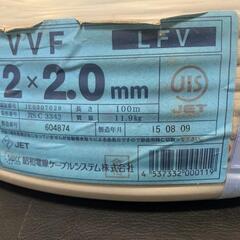 VVF LFV
2×2.0mm
JIS
JET
長さ 100m
JIS C 3342 質量 11.9kg
604874 製造年月 15 08 09
JET
昭和電線ケーブルシステム株式会社
4 537332 000119